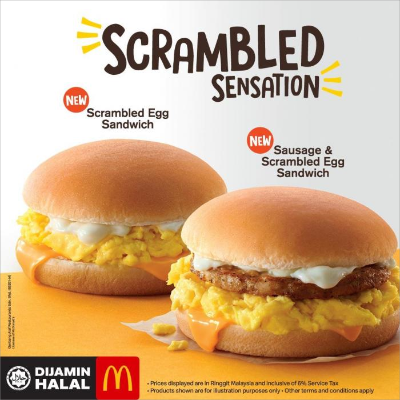 SCRAMBLED
SENSATION
NEW
Scrambled Egg
Sandwich
NEW
Sausage &
Scrambled Egg
Sandwich
DIJAMIN
HALAL
• Prices displayed are in Ringgit Malaysia and inclusive of 6% Service Tax
• Products shown are for illustration purposes only • Other terms and conditions apply